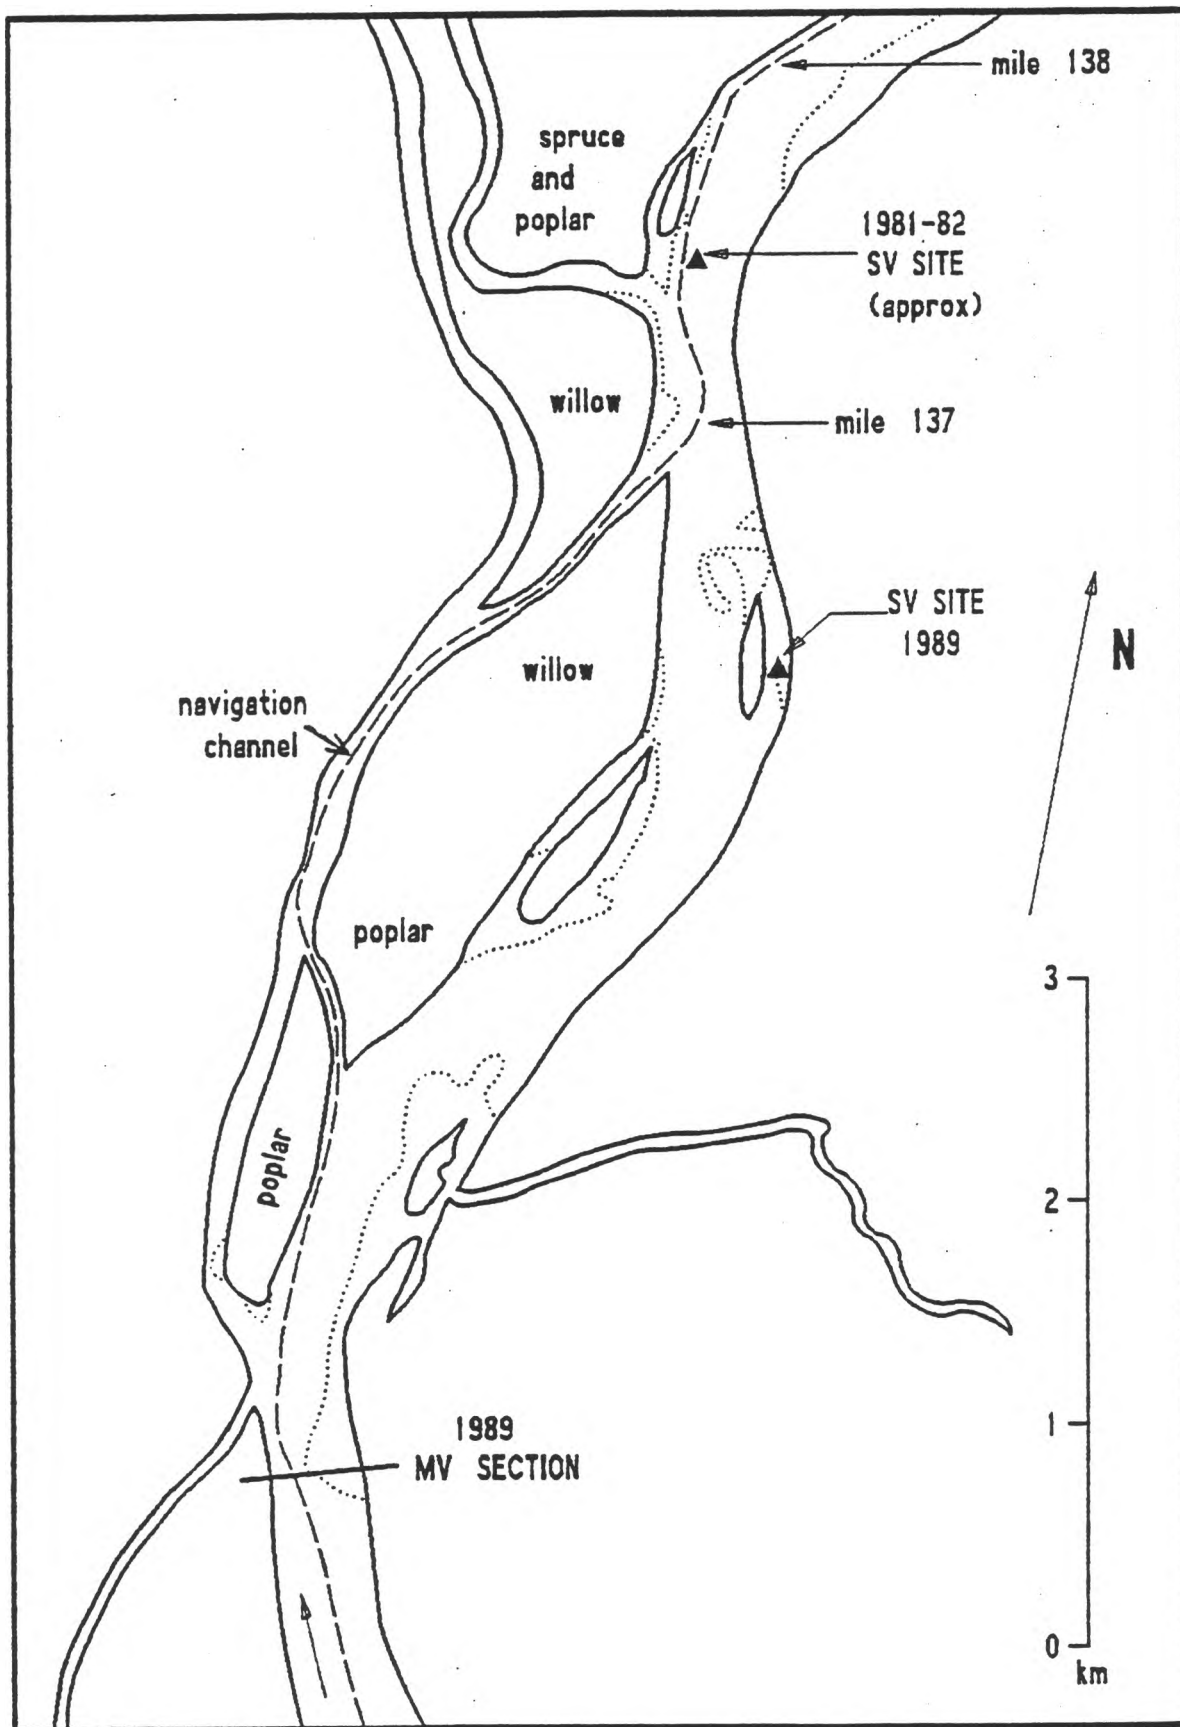 mile 138
spruce
and
poplar
1981-82
SV SITE
(approx)
willow
mile 137
SV SITE
1989
N
willow
navigation
channel
poplar
3
poplar
2
1
1989
MV SECTION
0
km